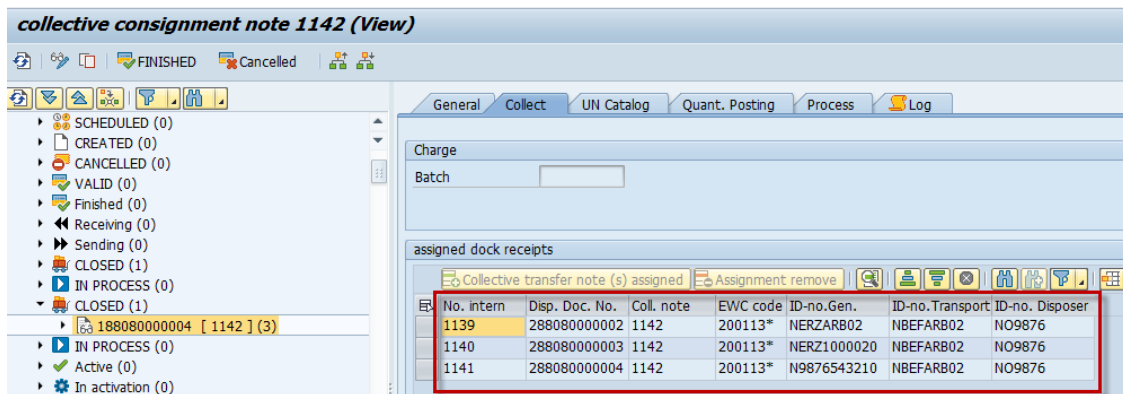 collective consignment note 1142 (View)
FINISHED Cancelled
SCHEDULED (0)
CREATED (0)
CANCELLED (0)
VALID (0)
Finished (0)
Receiving (0)
Sending (0)
CLOSED (1)
IN PROCESS (0)
CLOSED (1)
188080000004 [ 1142 ] (3)
IN PROCESS (0)
Active (0)
In activation (0)
General Collect UN Catalog Quant. Posting Process Log
Charge
Batch
assigned dock receipts
Collective transfer note (s) assigned Assignment remove
No. intern Disp. Doc. No. Coll. note EWC code ID-no.Gen. ID-no.Transport ID-no. Disposer
1139 288080000002 1142 200113* NERZARB02 NBEFARB02 NO9876
1140 288080000003 1142 200113* NERZ1000020 NBEFARB02 NO9876
1141 288080000004 1142 200113* N9876543210 NBEFARB02 NO9876